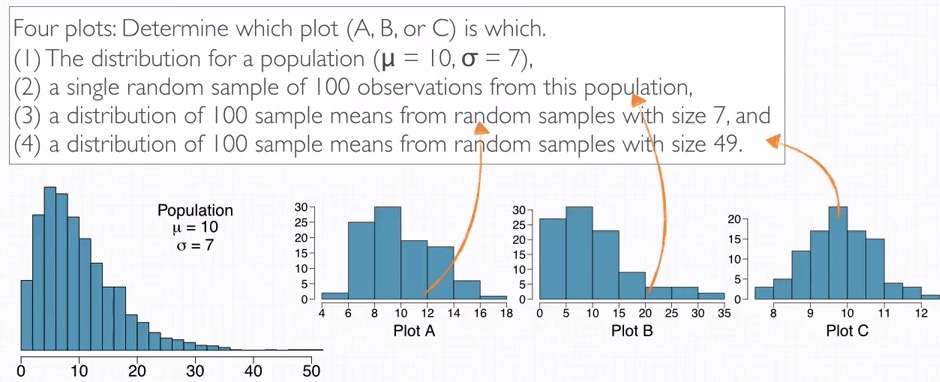 Four plots: Determine which plot (A, B, or C) is which.
(1) The distribution for a population (μ = 10, σ = 7),
(2) a single random sample of 100 observations from this population,
(3) a distribution of 100 sample means from random samples with size 7, and
(4) a distribution of 100 sample means from random samples with size 49.
Population
μ = 10
σ = 7
0 10 20 30 40 50
30
25
20
15
10
5
0
4 6 8 10 12 14 16 18
Plot A
30
25
20
15
10
5
0
0 5 10 15 20 25 30 35
Plot B
20
15
10
5
0
8 9 10 11 12
Plot C